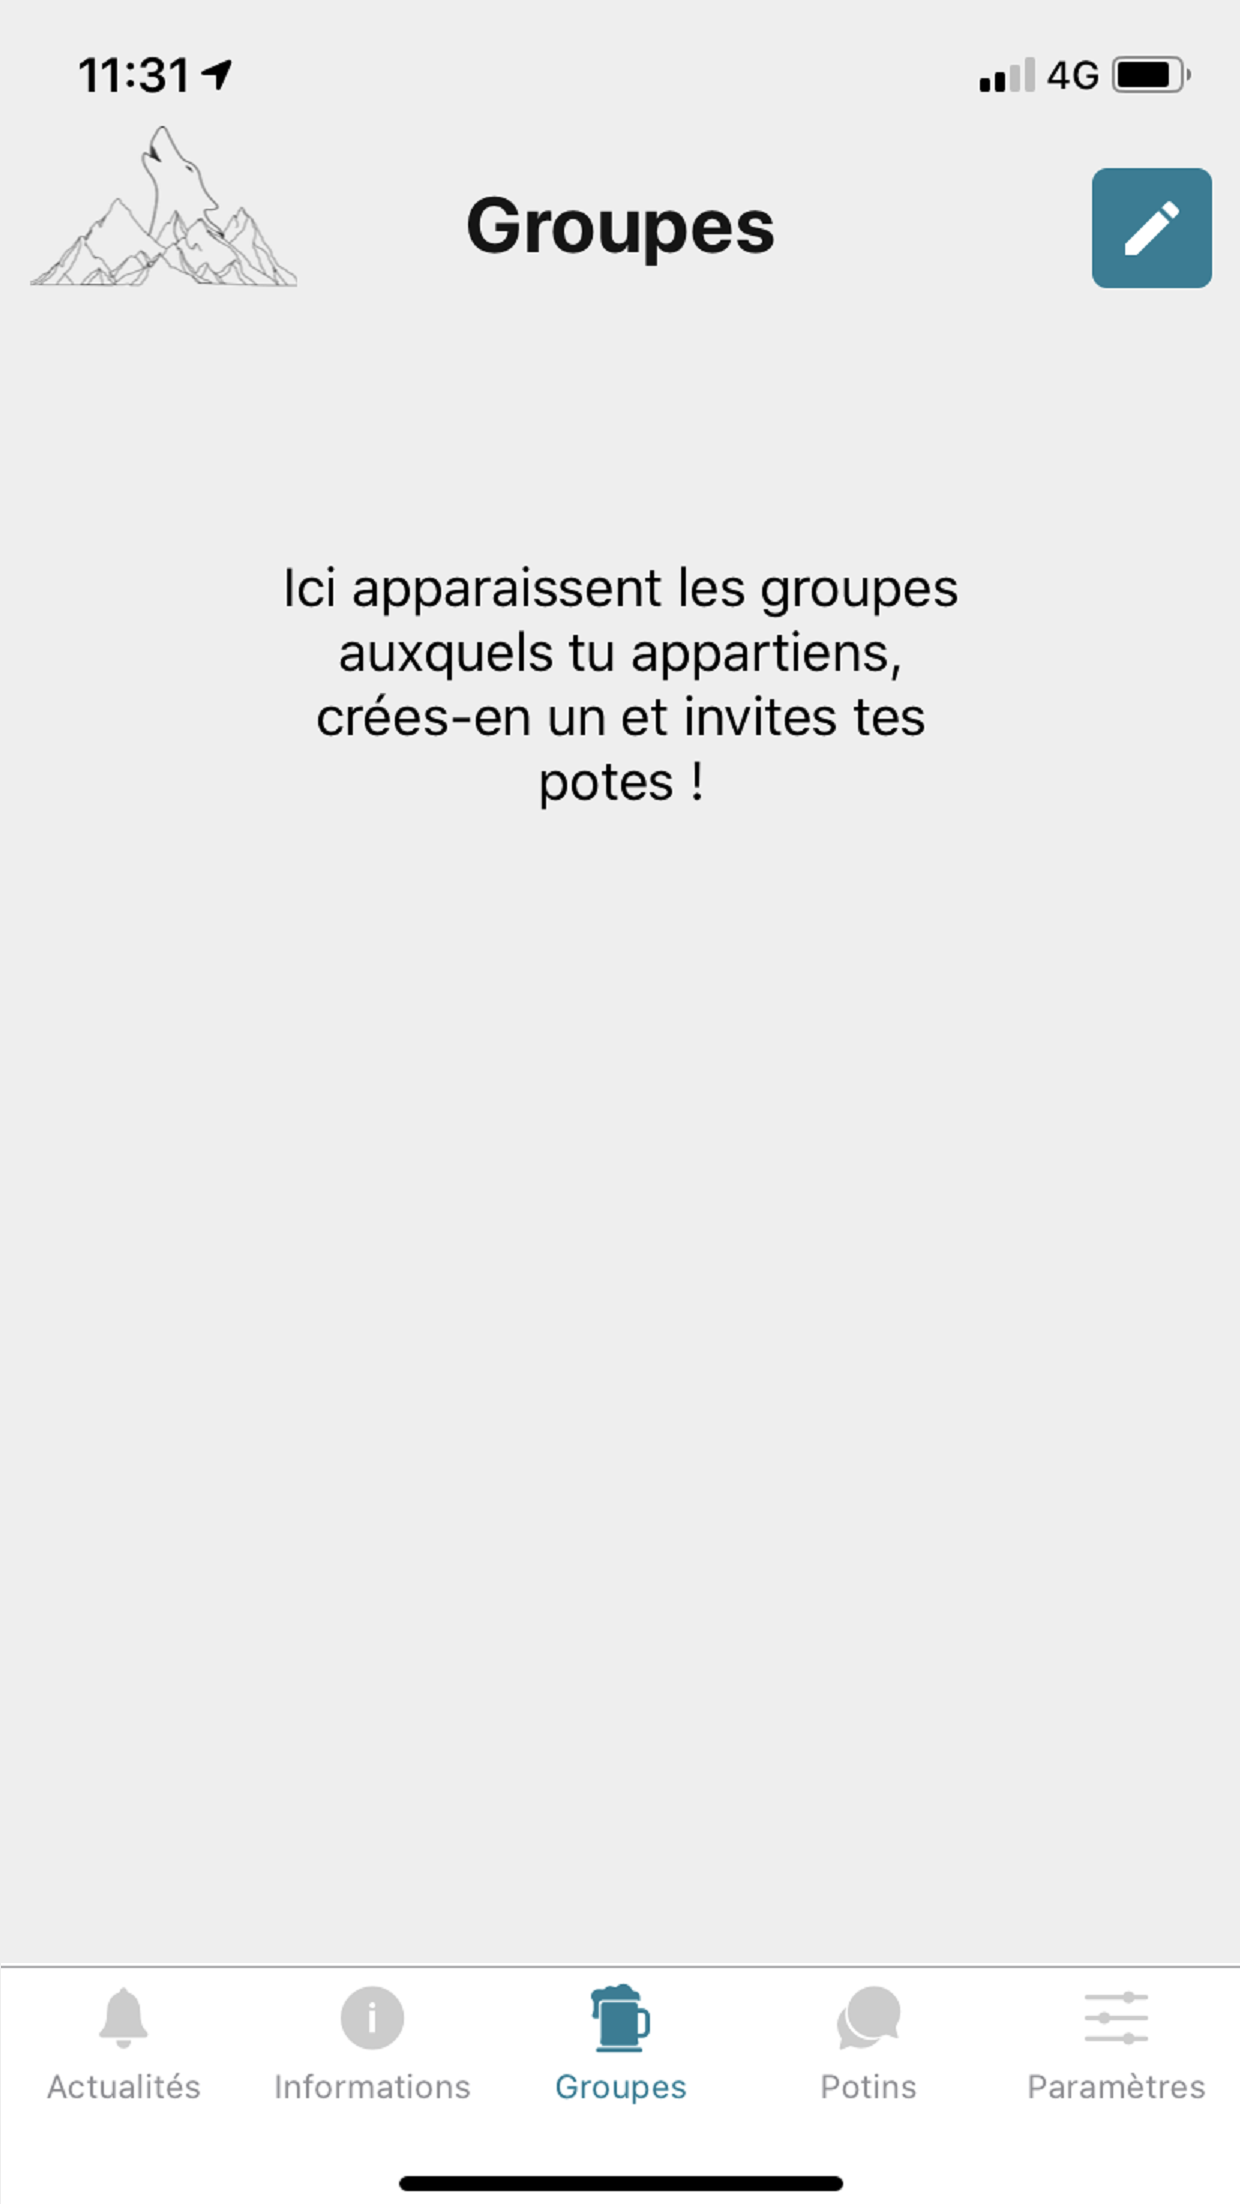 11:31
4G
Groupes
Ici apparaissent les groupes
auxquels tu appartiens,
crées-en un et invites tes
potes !
Actualités
Informations
Groupes
Potins
Paramètres